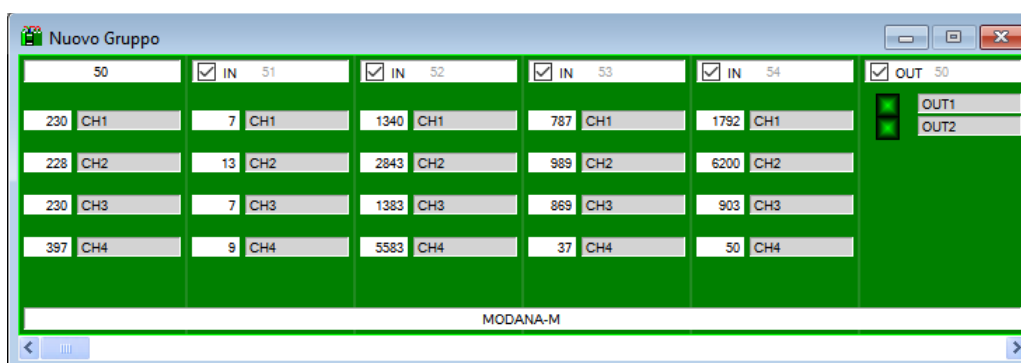 Nuovo Gruppo
50 IN 51 IN 52 IN 53 IN 54 OUT 50
OUT1
230 CH1 7 CH1 1340 CH1 787 CH1 1792 CH1
OUT2
228 CH2 13 CH2 2843 CH2 989 CH2 6200 CH2
230 CH3 7 CH3 1383 CH3 869 CH3 903 CH3
397 CH4 9 CH4 5583 CH4 37 CH4 50 CH4
MODANA-M